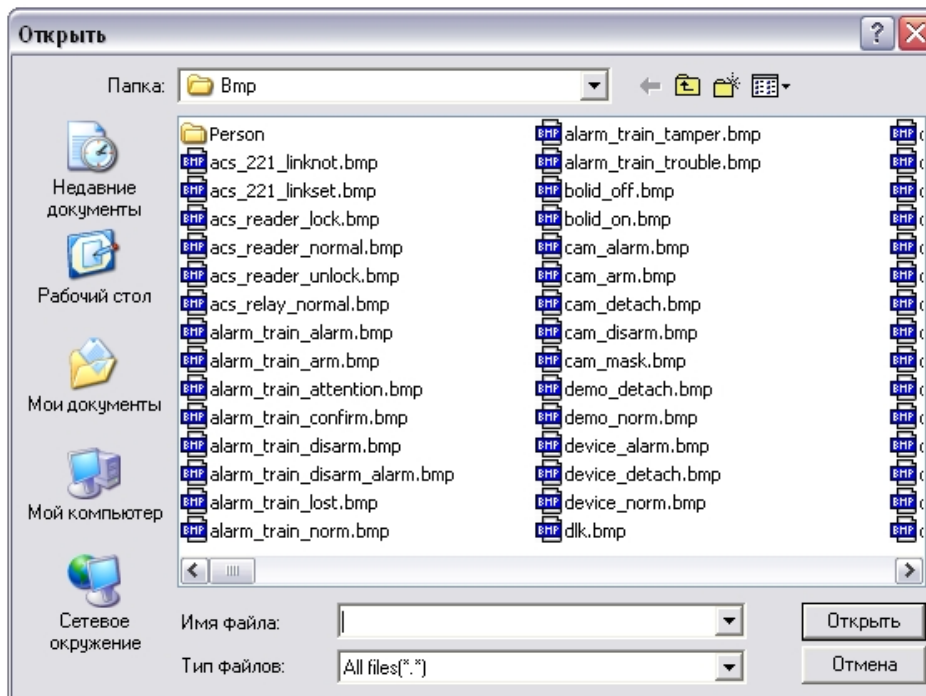 Открыть
Папка: Bmp
Недавние документы
Рабочий стол
Мои документы
Мой компьютер
Сетевое окружение
Person
acs_221_linknot.bmp
acs_221_linkset.bmp
acs_reader_lock.bmp
acs_reader_normal.bmp
acs_reader_unlock.bmp
acs_relay_normal.bmp
alarm_train_alarm.bmp
alarm_train_arm.bmp
alarm_train_attention.bmp
alarm_train_confirm.bmp
alarm_train_disarm.bmp
alarm_train_disarm_alarm.bmp
alarm_train_lost.bmp
alarm_train_norm.bmp
alarm_train_tamper.bmp
alarm_train_trouble.bmp
bolid_off.bmp
bolid_on.bmp
cam_alarm.bmp
cam_arm.bmp
cam_detach.bmp
cam_disarm.bmp
cam_mask.bmp
demo_detach.bmp
demo_norm.bmp
device_alarm.bmp
device_detach.bmp
device_norm.bmp
dlk.bmp
Имя файла:
Открыть
Тип файлов: All files(*.*)
Отмена